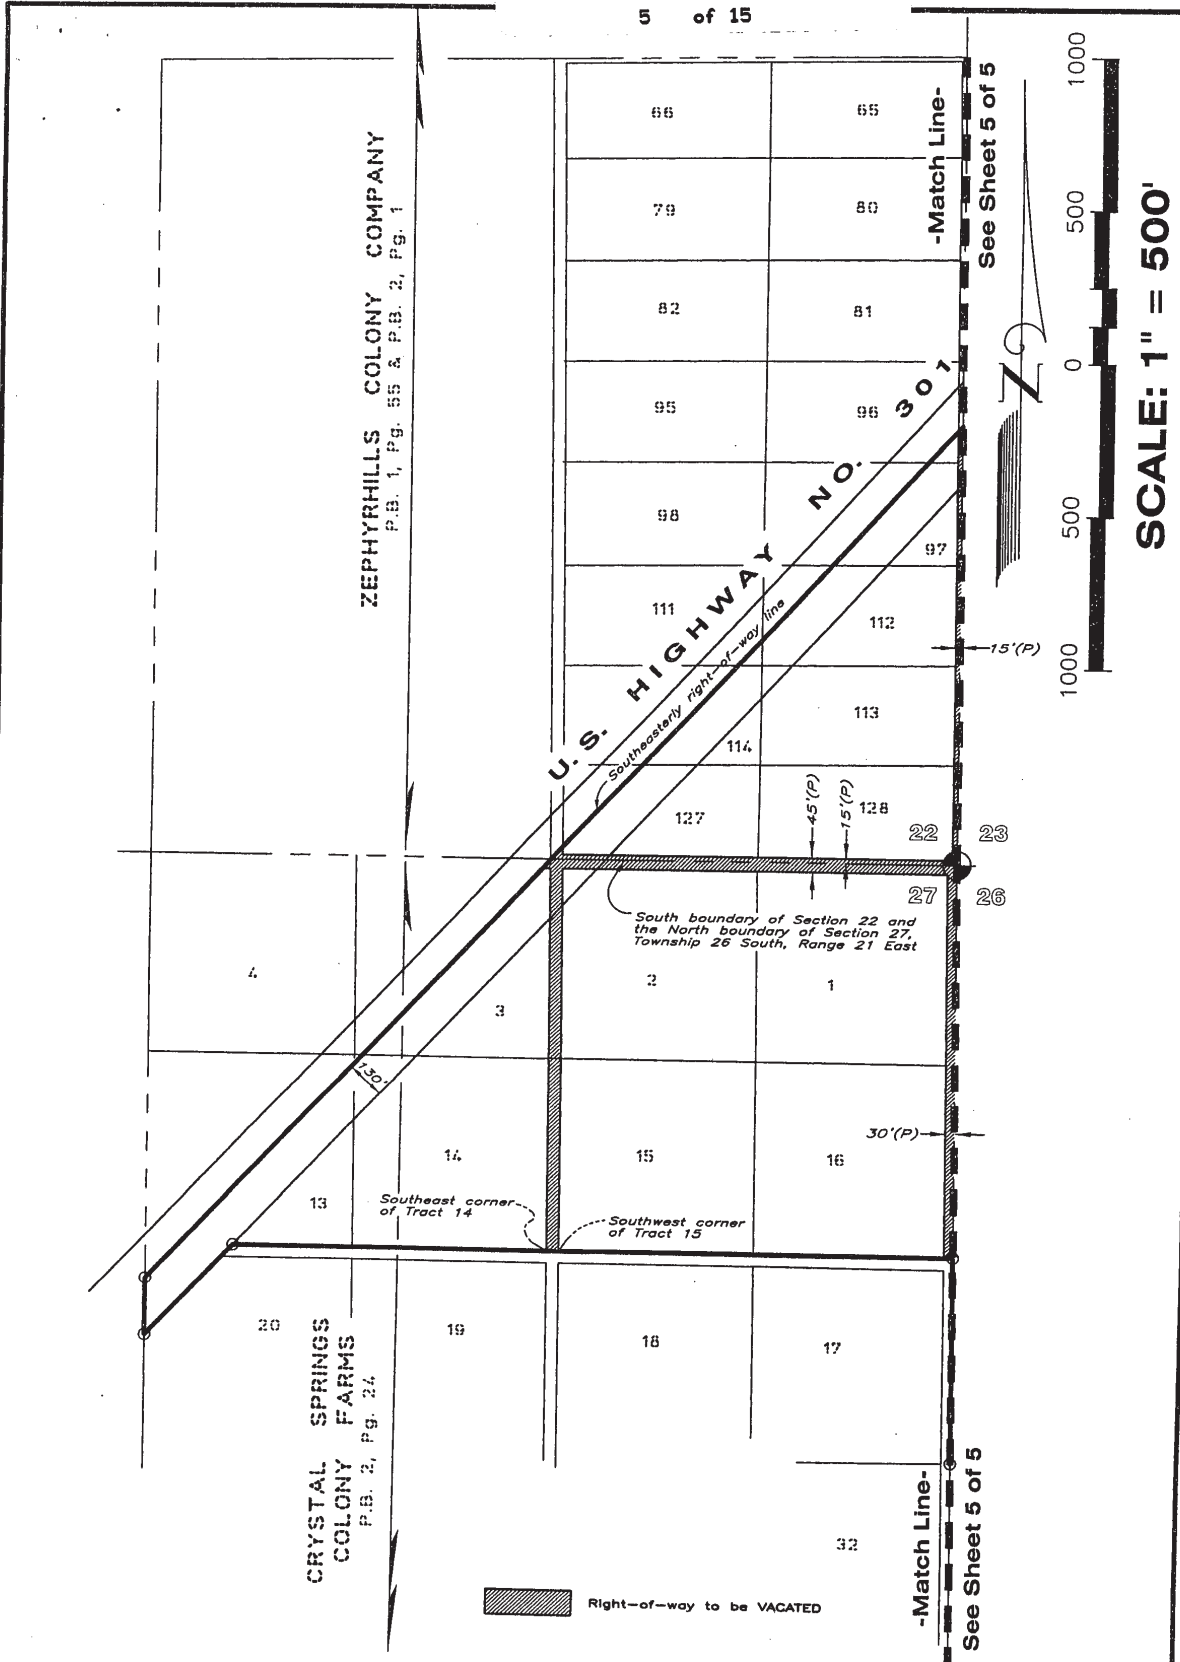 5 of 15
ZEPHYRHILLS COLONY COMPANY
P.B. 1, Pg. 55 & P.B. 2, Pg. 1
66
65
79
80
82
81
95
96
98
97
111
112
114
113
127
128
-Match Line-
See Sheet 5 of 5
N
1000
500
0
500
1000
SCALE: 1" = 500'
U.S. HIGHWAY NO. 301
Southeasterly right-of-way line
15'(P)
45'(P)
15'(P)
22
23
27
26
South boundary of Section 22 and
the North boundary of Section 27,
Township 26 South, Range 21 East
4
3
2
1
130'
30'(P)
13
14
15
16
Southeast corner
of Tract 14
Southwest corner
of Tract 15
20
19
18
17
32
CRYSTAL SPRINGS
COLONY FARMS
P.B. 2, Pg. 24
-Match Line-
See Sheet 5 of 5
Right-of-way to be VACATED